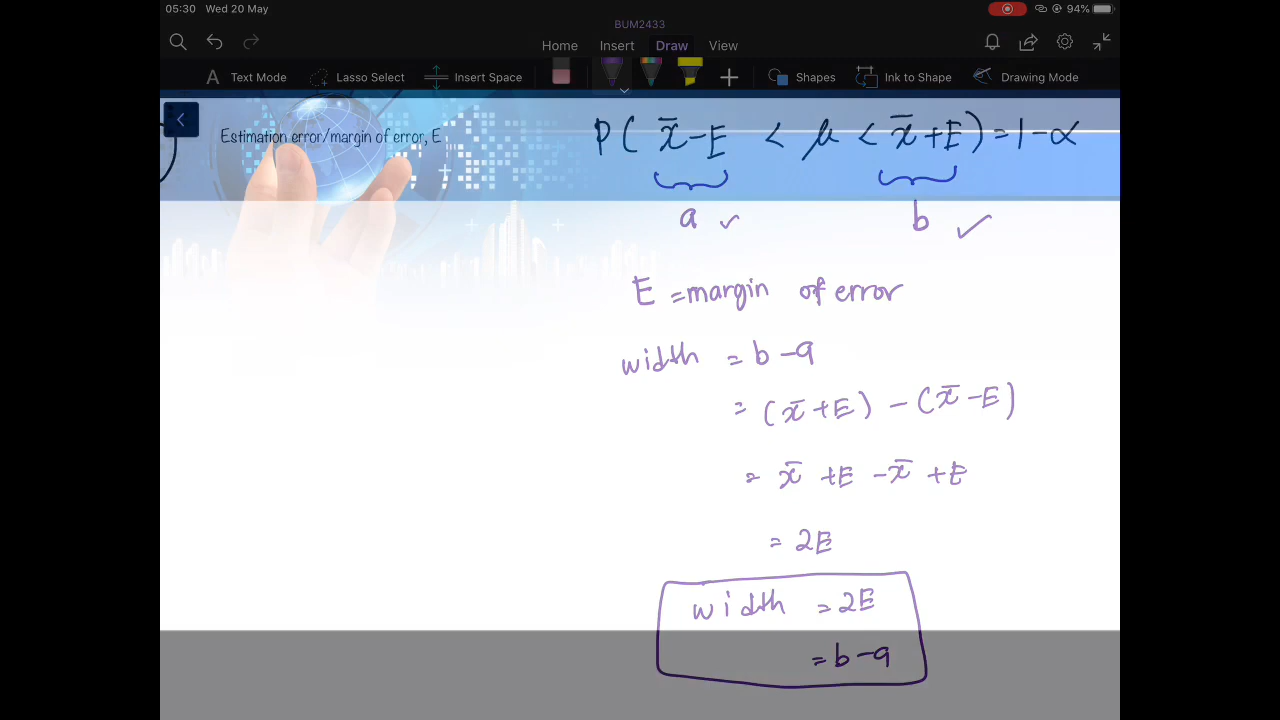 05:30 Wed 20 May
94%
BUM2433
Home Insert Draw View
A Text Mode Lasso Select Insert Space Shapes Ink to Shape Drawing Mode
Estimation error/margin of error, E
P( x̄-E < μ < x̄+E ) = 1-α
a ✓ b ✓
E = margin of error
width = b-a
= (x̄+E) - (x̄-E)
= x̄ +E -x̄ +E
= 2E
width = 2E
= b-a